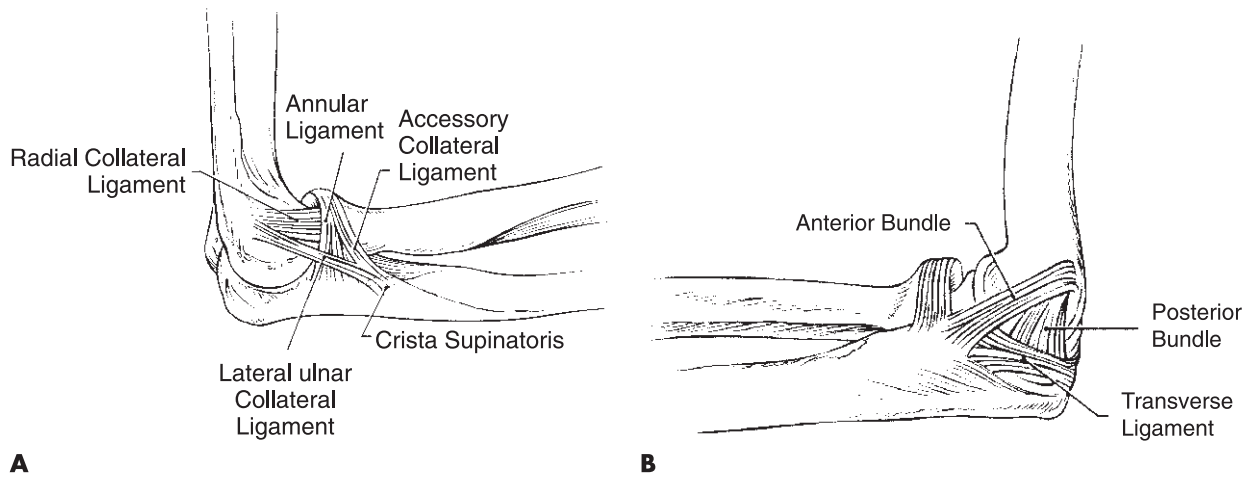 Annular
Ligament
Accessory
Collateral
Ligament
Radial Collateral
Ligament
Crista Supinatoris
Lateral ulnar
Collateral
Ligament
A
Anterior Bundle
Posterior
Bundle
Transverse
Ligament
B